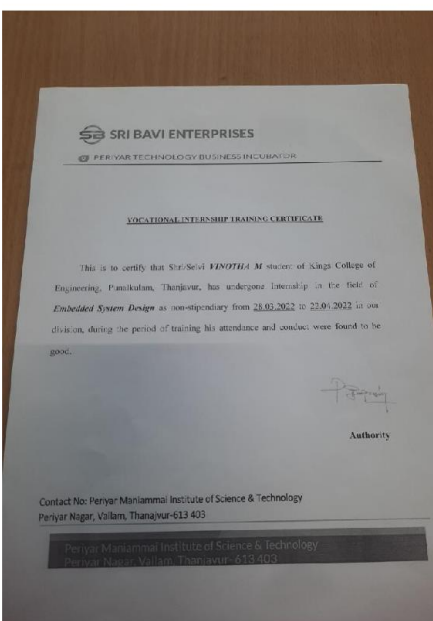 SB SRI BAVI ENTERPRISES
PERIYAR TECHNOLOGY BUSINESS INCUBATOR
VOCATIONAL INTERNSHIP TRAINING CERTIFICATE
This is to certify that Shri/Selvi VINOTHA M student of Kings College of
Engineering, Punalkulam, Thanjavur, has undergone Internship in the field of
Embedded System Design as non-stipendiary from 28.03.2022 to 22.04.2022 in our
division, during the period of training his attendance and conduct were found to be
good.
Authority
Contact No: Periyar Maniammai Institute of Science & Technology
Periyar Nagar, Vallam, Thanajvur-613 403
Periyar Maniammai Institute of Science & Technology
Periyar Nagar, Vallam, Thanjavur-613 403